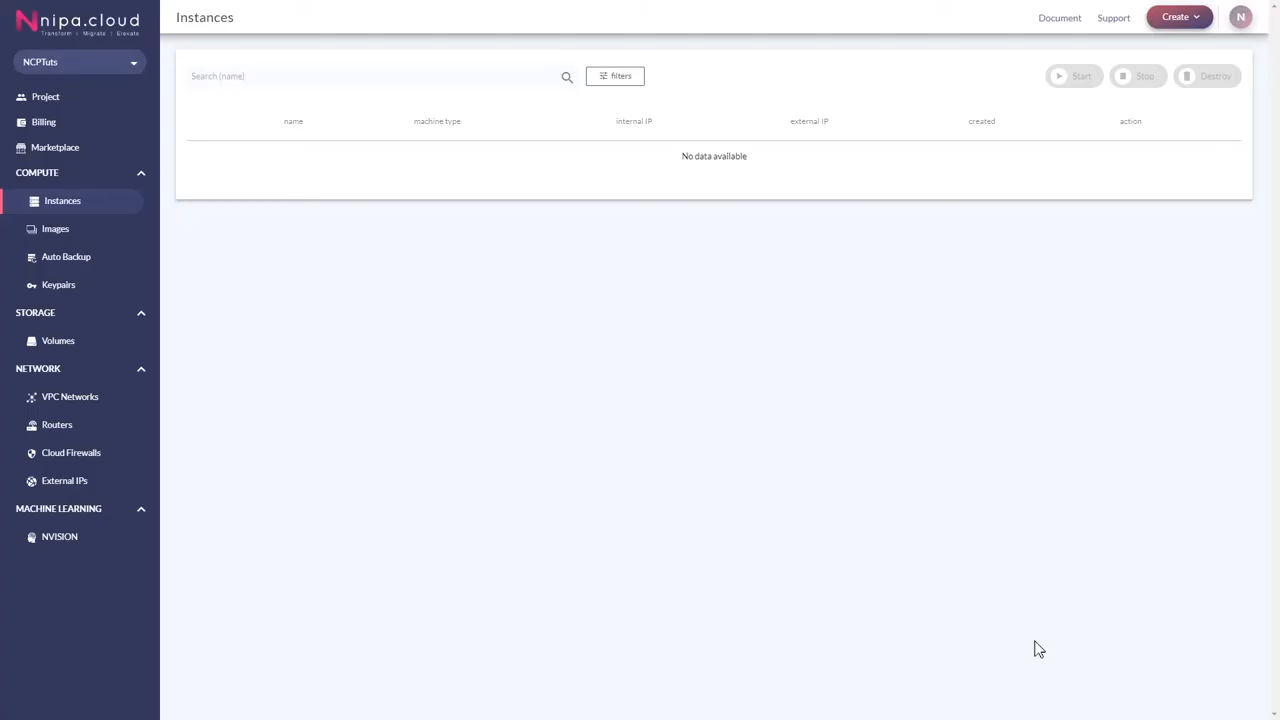 nipa.cloud
Transform | Migrate | Elevate
Instances
Document
Support
Create
N
NCPTuts
Project
Billing
Marketplace
COMPUTE
Instances
Images
Auto Backup
Keypairs
STORAGE
Volumes
NETWORK
VPC Networks
Routers
Cloud Firewalls
External IPs
MACHINE LEARNING
NVISION
Search (name)
filters
Start
Stop
Destroy
name machine type internal IP external IP created action
No data available